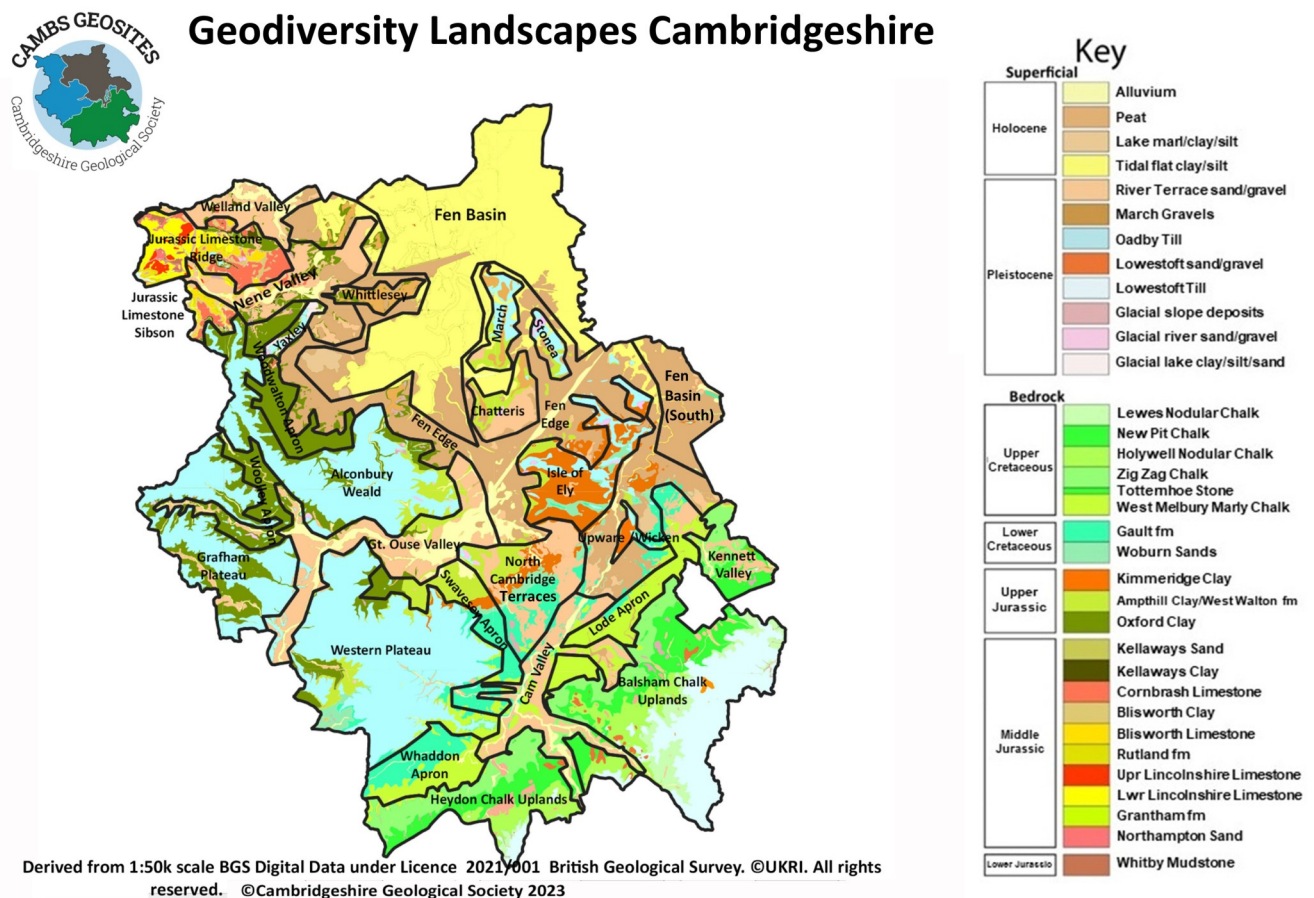 Geodiversity Landscapes Cambridgeshire
CAMBS GEOSITES
Cambridgeshire Geological Society
Welland Valley
Jurassic Limestone
Ridge
Jurassic
Limestone
Sibson
Nene Valley
Whittlesey
Yaxley
Woodwalton Apron
Fen Basin
March
Stonea
Chatteris
Fen
Edge
Fen
Basin
(South)
Fen Edge
Isle of
Ely
Alconbury
Weald
Woolley Apron
Grafham
Plateau
Gt. Ouse Valley
Upware /Wicken
Kennett
Valley
North
Cambridge
Terraces
Swavesey Apron
Lode Apron
Western Plateau
Cam Valley
Balsham Chalk
Uplands
Whaddon
Apron
Heydon Chalk Uplands
Derived from 1:50k scale BGS Digital Data under Licence 2021/001 British Geological Survey. ©UKRI. All rights
reserved. ©Cambridgeshire Geological Society 2023
Key
Superficial
Holocene
Alluvium
Peat
Lake marl/clay/silt
Tidal flat clay/silt
Pleistocene
River Terrace sand/gravel
March Gravels
Oadby Till
Lowestoft sand/gravel
Lowestoft Till
Glacial slope deposits
Glacial river sand/gravel
Glacial lake clay/silt/sand
Bedrock
Upper
Cretaceous
Lewes Nodular Chalk
New Pit Chalk
Holywell Nodular Chalk
Zig Zag Chalk
Totternhoe Stone
West Melbury Marly Chalk
Lower
Cretaceous
Gault fm
Woburn Sands
Upper
Jurassic
Kimmeridge Clay
Ampthill Clay/West Walton fm
Oxford Clay
Middle
Jurassic
Kellaways Sand
Kellaways Clay
Cornbrash Limestone
Blisworth Clay
Blisworth Limestone
Rutland fm
Upr Lincolnshire Limestone
Lwr Lincolnshire Limestone
Grantham fm
Northampton Sand
Lower Jurassic
Whitby Mudstone